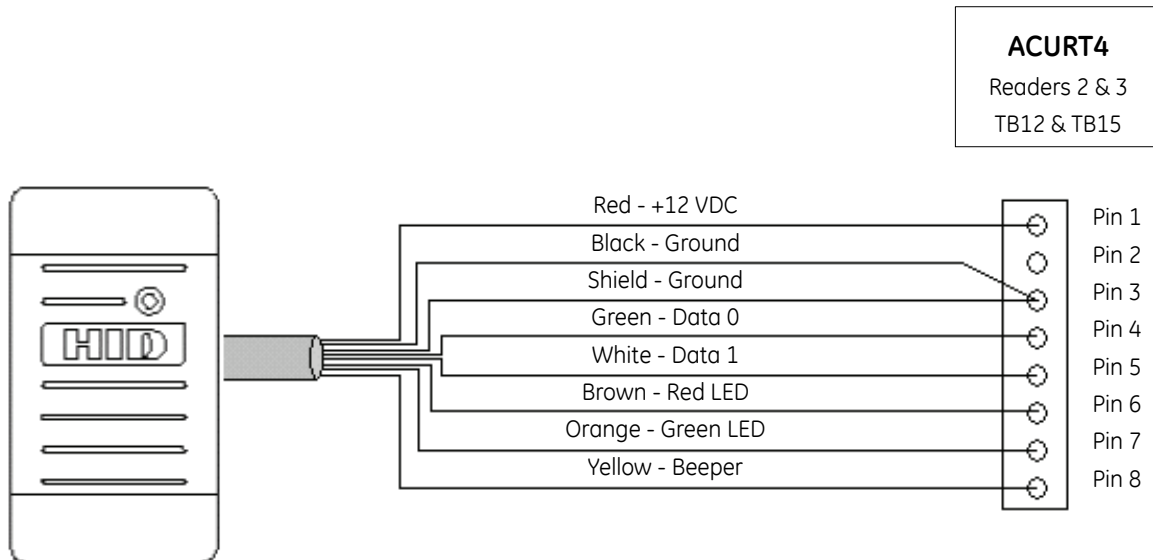 ACURT4
Readers 2 & 3
TB12 & TB15
Red - +12 VDC
Pin 1
Black - Ground
Pin 2
Shield - Ground
Pin 3
Green - Data 0
Pin 4
White - Data 1
Pin 5
Brown - Red LED
Pin 6
Orange - Green LED
Pin 7
Yellow - Beeper
Pin 8
HID